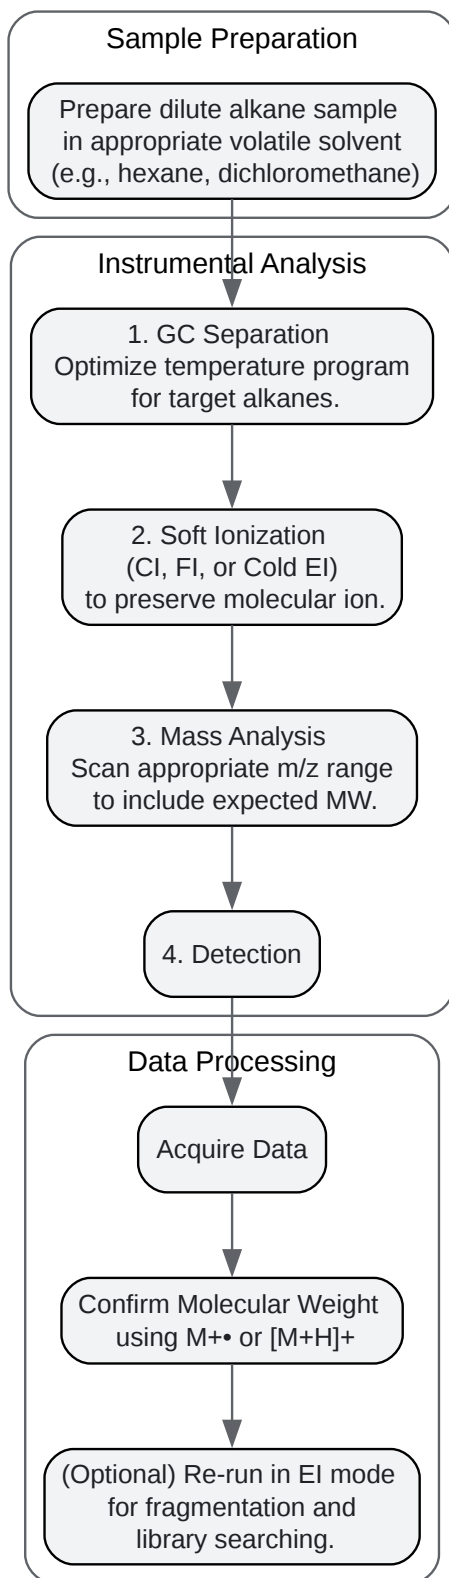 Sample Preparation
Prepare dilute alkane sample
in appropriate volatile solvent
(e.g., hexane, dichloromethane)
Instrumental Analysis
1. GC Separation
Optimize temperature program
for target alkanes.
2. Soft Ionization
(CI, FI, or Cold EI)
to preserve molecular ion.
3. Mass Analysis
Scan appropriate m/z range
to include expected MW.
4. Detection
Data Processing
Acquire Data
Confirm Molecular Weight
using M+• or [M+H]+
(Optional) Re-run in EI mode
for fragmentation and
library searching.